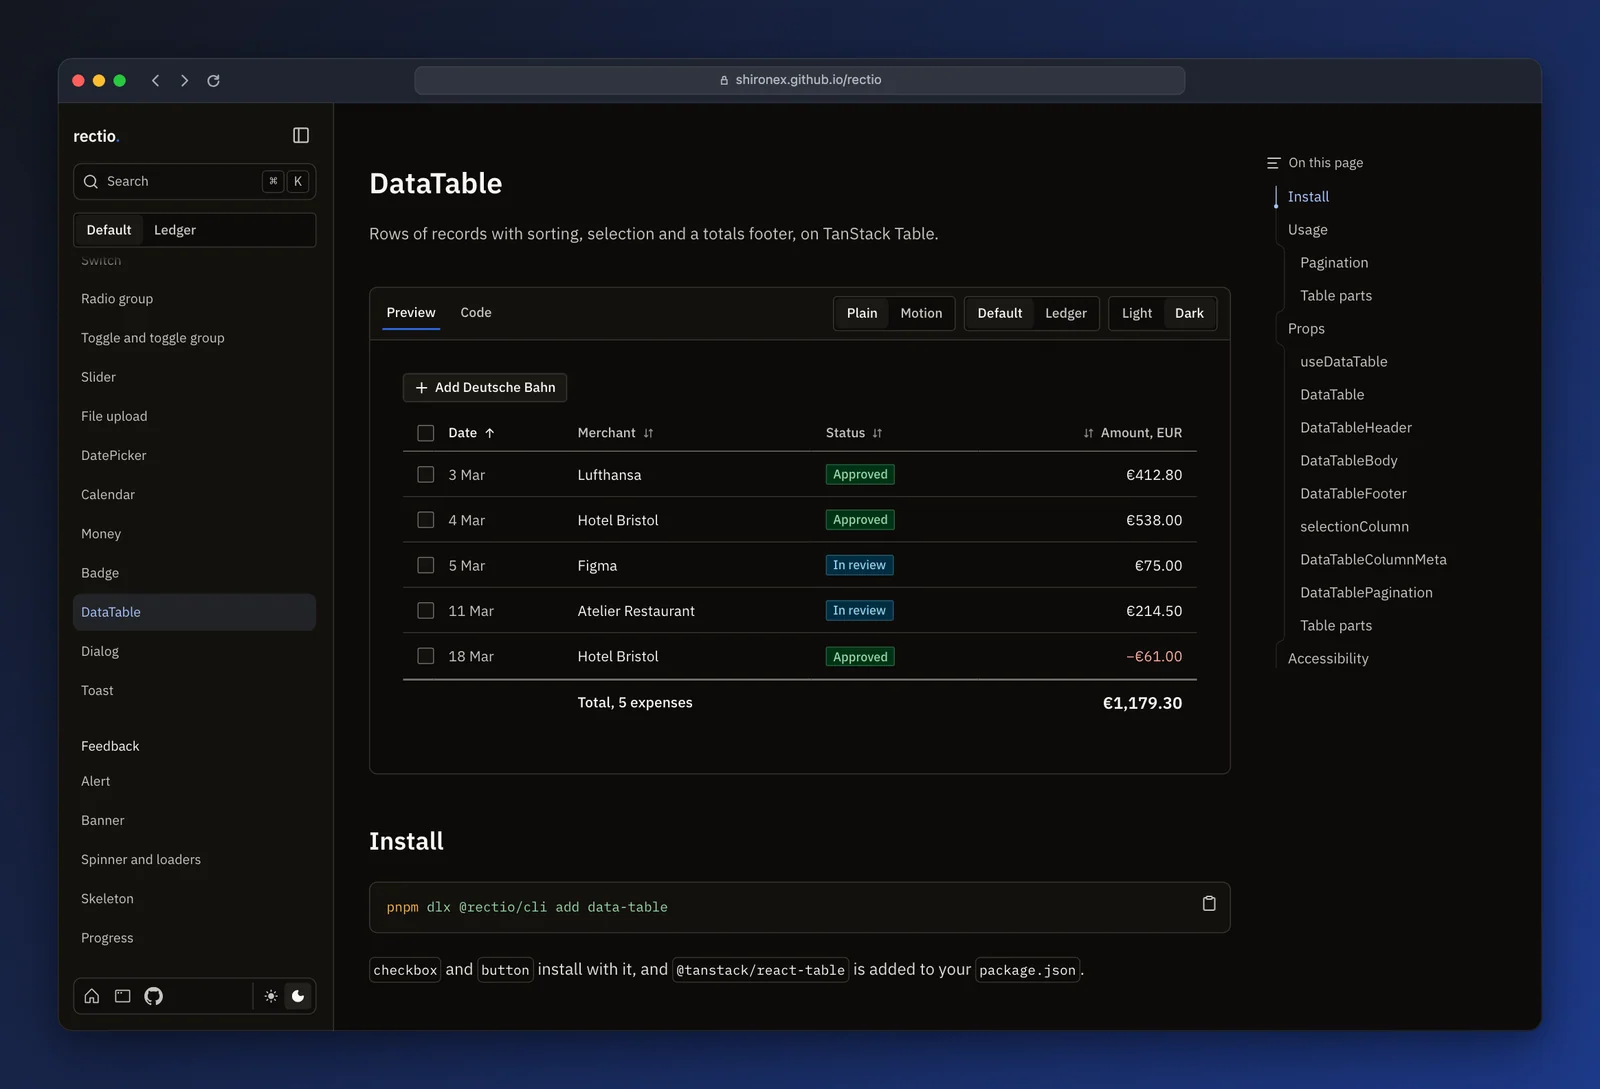 shironex.github.io/rectio
rectio.
Search ⌘ K
Default Ledger
Switch
Radio group
Toggle and toggle group
Slider
File upload
DatePicker
Calendar
Money
Badge
DataTable
Dialog
Toast
Feedback
Alert
Banner
Spinner and loaders
Skeleton
Progress
DataTable
Rows of records with sorting, selection and a totals footer, on TanStack Table.
Preview Code Plain Motion Default Ledger Light Dark
+ Add Deutsche Bahn
Date ↑ Merchant ↓↑ Status ↓↑ ↓↑ Amount, EUR
3 Mar Lufthansa Approved €412.80
4 Mar Hotel Bristol Approved €538.00
5 Mar Figma In review €75.00
11 Mar Atelier Restaurant In review €214.50
18 Mar Hotel Bristol Approved −€61.00
Total, 5 expenses €1,179.30
Install
pnpm dlx @rectio/cli add data-table
checkbox and button install with it, and @tanstack/react-table is added to your package.json.
On this page
Install
Usage
Pagination
Table parts
Props
useDataTable
DataTable
DataTableHeader
DataTableBody
DataTableFooter
selectionColumn
DataTableColumnMeta
DataTablePagination
Table parts
Accessibility